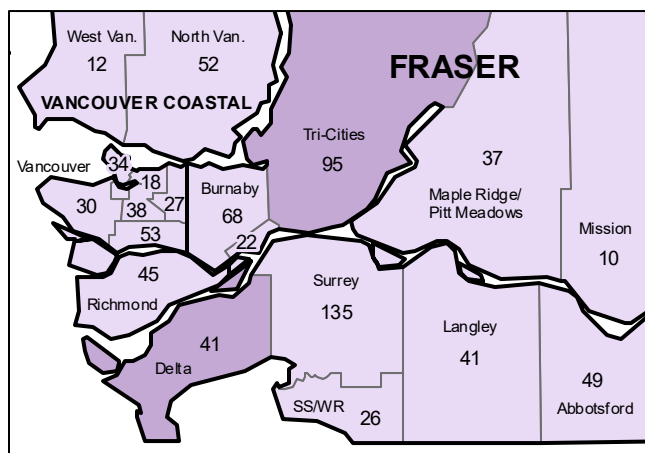 West Van.
12
North Van.
52
VANCOUVER COASTAL
FRASER
Tri-Cities
95
37
Maple Ridge/
Pitt Meadows
Mission
10
Vancouver
34
18
30
38
27
53
Burnaby
68
22
45
Richmond
Surrey
135
Langley
41
41
Delta
SS/WR
26
49
Abbotsford